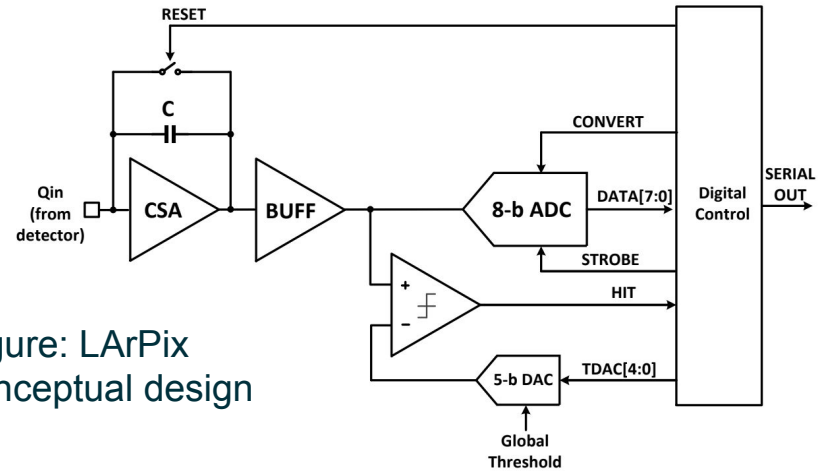 RESET
C
CONVERT
Qin
(from
detector)
CSA
BUFF
8-b ADC
DATA[7:0]
Digital
Control
SERIAL
OUT
STROBE
HIT
+
−
5-b DAC
TDAC[4:0]
Global
Threshold
gure: LArPix
nceptual design